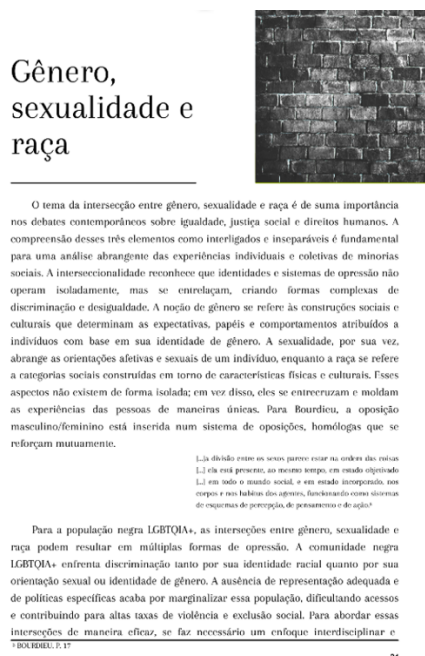 Gênero,
sexualidade e
raça
O tema da intersecção entre gênero, sexualidade e raça é de suma importância
nos debates contemporâneos sobre igualdade, justiça social e direitos humanos. A
compreensão desses três elementos como interligados e inseparáveis é fundamental
para uma análise abrangente das experiências individuais e coletivas de minorias
sociais. A interseccionalidade reconhece que identidades e sistemas de opressão não
operam isoladamente, mas se entrelaçam, criando formas complexas de
discriminação e desigualdade. A noção de gênero se refere às construções sociais e
culturais que determinam as expectativas, papéis e comportamentos atribuídos a
indivíduos com base em sua identidade de gênero. A sexualidade, por sua vez,
abrange as orientações afetivas e sexuais de um indivíduo, enquanto a raça se refere
a categorias sociais construídas em torno de características físicas e culturais. Esses
aspectos não existem de forma isolada; em vez disso, eles se entrecruzam e moldam
as experiências das pessoas de maneiras únicas. Para Bourdieu, a oposição
masculino/feminino está inserida num sistema de oposições, homólogas que se
reforçam mutuamente.
[...]a divisão entre os sexos parece estar na ordem das coisas
[...] ela está presente, ao mesmo tempo, em estado objetivado
[...] em todo o mundo social, e em estado incorporado, nos
corpos e nos habitus dos agentes, funcionando como sistemas
de esquemas de percepção, de pensamento e de ação.⁹
Para a população negra LGBTQIA+, as interseções entre gênero, sexualidade e
raça podem resultar em múltiplas formas de opressão. A comunidade negra
LGBTQIA+ enfrenta discriminação tanto por sua identidade racial quanto por sua
orientação sexual ou identidade de gênero. A ausência de representação adequada e
de políticas específicas acaba por marginalizar essa população, dificultando acessos
e contribuindo para altas taxas de violência e exclusão social. Para abordar essas
interseções de maneira eficaz, se faz necessário um enfoque interdisciplinar e
BOURDIEU, P. 17